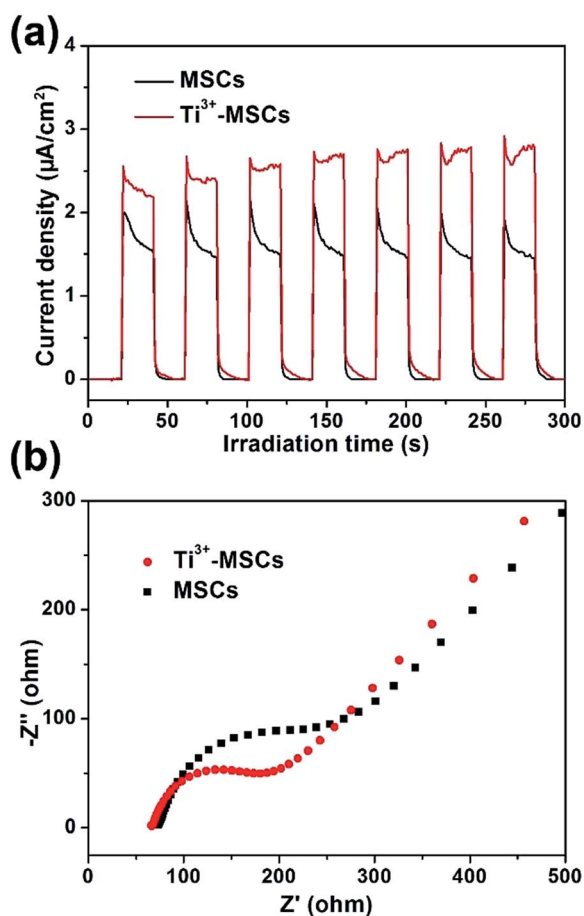 (a)
4
3
2
1
0
Current density (μA/cm²)
MSCs
Ti³⁺-MSCs
0 50 100 150 200 250 300
Irradiation time (s)
(b)
300
200
100
0
-Z" (ohm)
Ti³⁺-MSCs
MSCs
0 100 200 300 400 500
Z' (ohm)